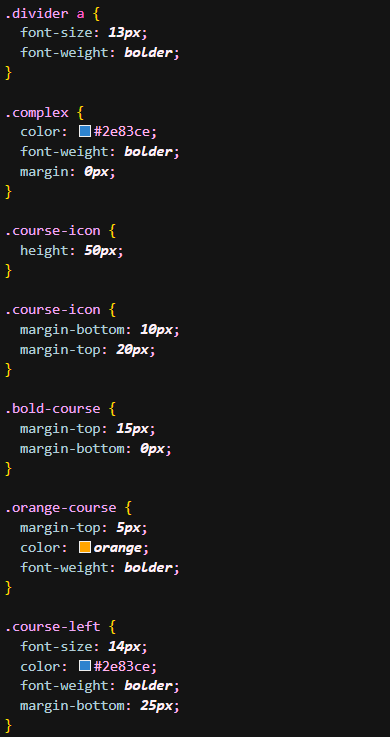 .divider a {
  font-size: 13px;
  font-weight: bolder;
}

.complex {
  color: #2e83ce;
  font-weight: bolder;
  margin: 0px;
}

.course-icon {
  height: 50px;
}

.course-icon {
  margin-bottom: 10px;
  margin-top: 20px;
}

.bold-course {
  margin-top: 15px;
  margin-bottom: 0px;
}

.orange-course {
  margin-top: 5px;
  color: orange;
  font-weight: bolder;
}

.course-left {
  font-size: 14px;
  color: #2e83ce;
  font-weight: bolder;
  margin-bottom: 25px;
}